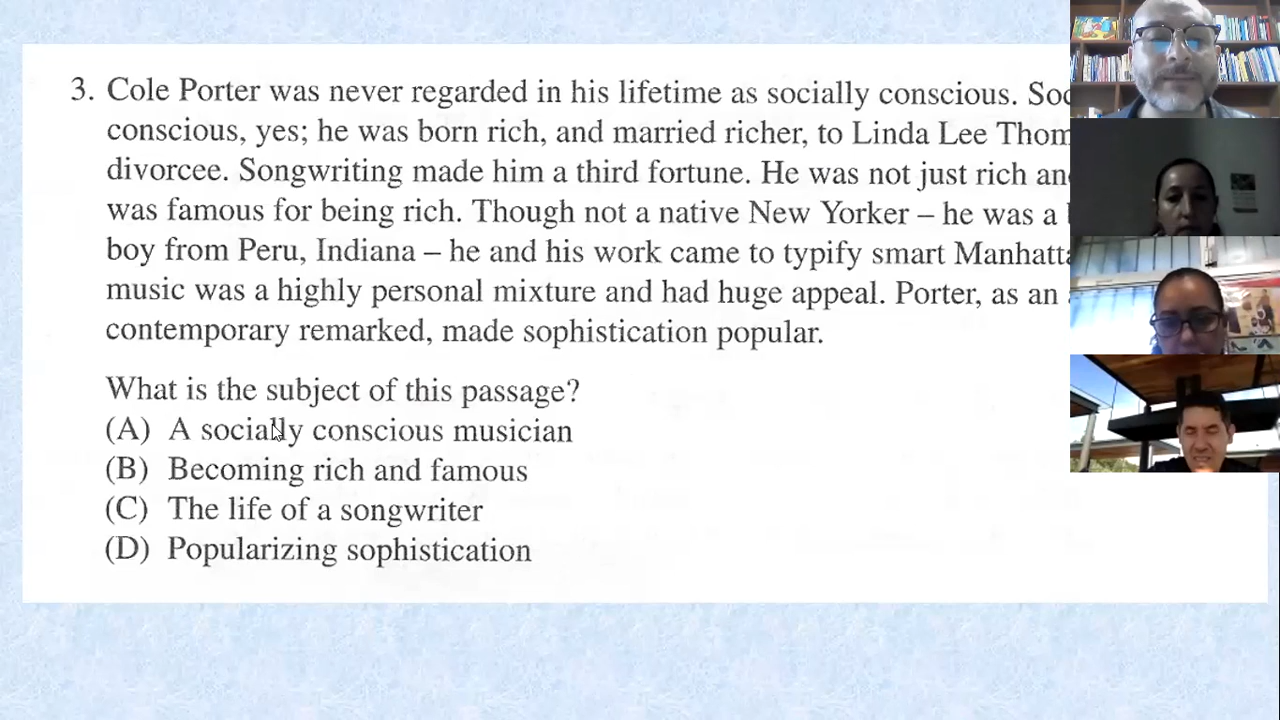 3. Cole Porter was never regarded in his lifetime as socially conscious.
conscious, yes; he was born rich, and married richer, to Linda Lee
divorcee. Songwriting made him a third fortune. He was not just rich
was famous for being rich. Though not a native New Yorker – he was a
boy from Peru, Indiana – he and his work came to typify smart
music was a highly personal mixture and had huge appeal. Porter, as an
contemporary remarked, made sophistication popular.
What is the subject of this passage?
(A) A socially conscious musician
(B) Becoming rich and famous
(C) The life of a songwriter
(D) Popularizing sophistication